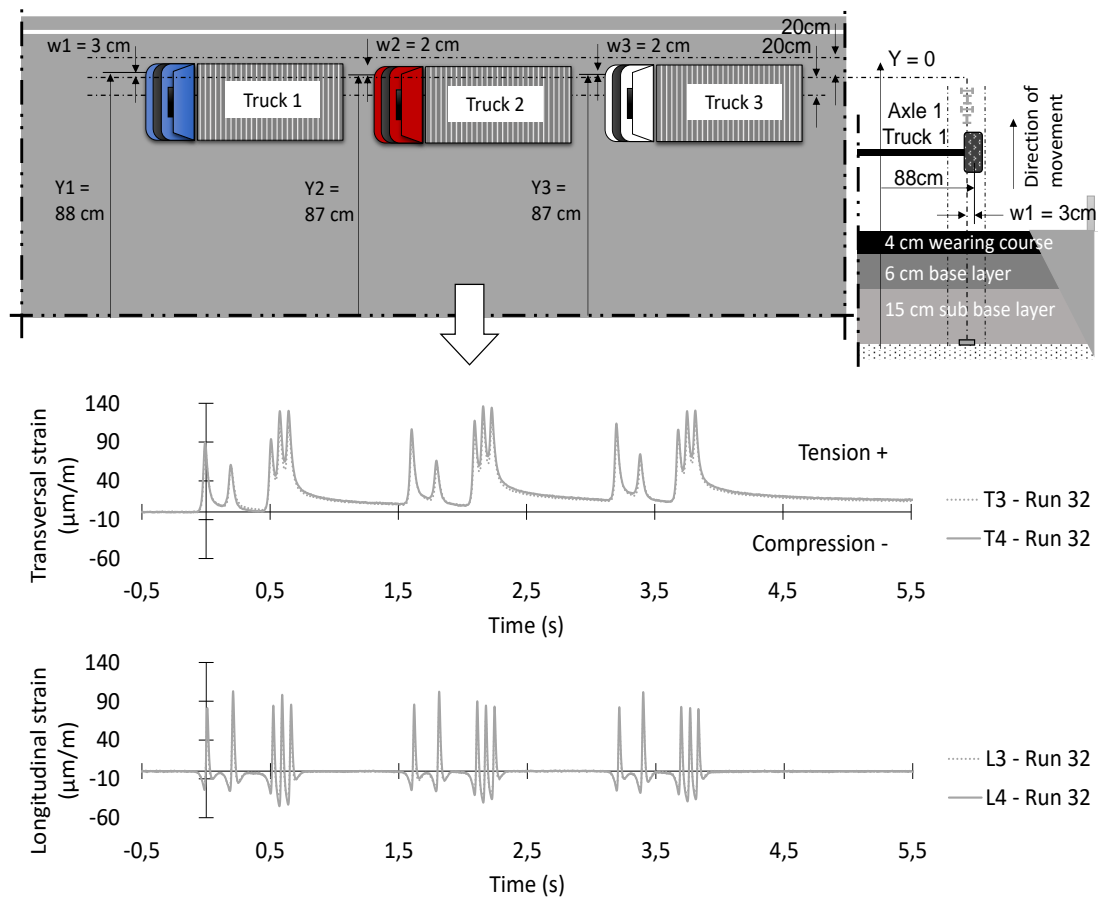 20cm
w1 = 3 cm
w2 = 2 cm
w3 = 2 cm
20cm
Y = 0
Truck 1
Truck 2
Truck 3
Axle 1
Truck 1
Direction of
movement
Y1 =
88 cm
Y2 =
87 cm
Y3 =
87 cm
88cm
w1 = 3cm
4 cm wearing course
6 cm base layer
15 cm sub base layer
Transversal strain
(µm/m)
140
90
40
-10
-60
Tension +
Compression -
T3 - Run 32
T4 - Run 32
-0,5
0,5
1,5
2,5
3,5
4,5
5,5
Time (s)
Longitudinal strain
(µm/m)
140
90
40
-10
-60
L3 - Run 32
L4 - Run 32
-0,5
0,5
1,5
2,5
3,5
4,5
5,5
Time (s)